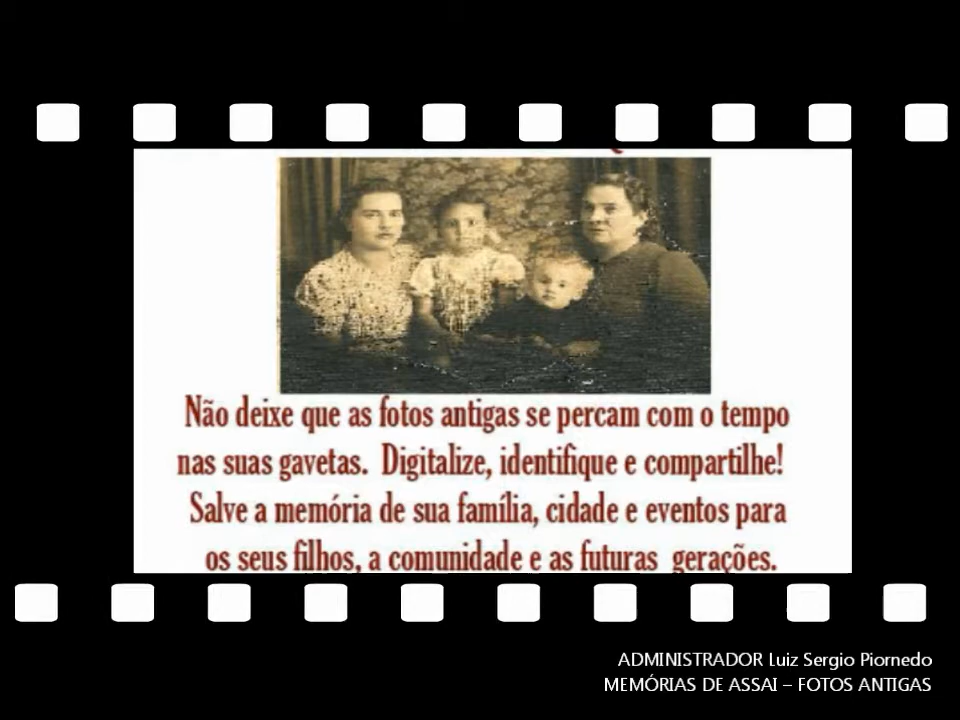 Não deixe que as fotos antigas se percam com o tempo
nas suas gavetas. Digitalize, identifique e compartilhe!
Salve a memória de sua família, cidade e eventos para
os seus filhos, a comunidade e as futuras gerações.
ADMINISTRADOR Luiz Sergio Piornedo
MEMÓRIAS DE ASSAI – FOTOS ANTIGAS